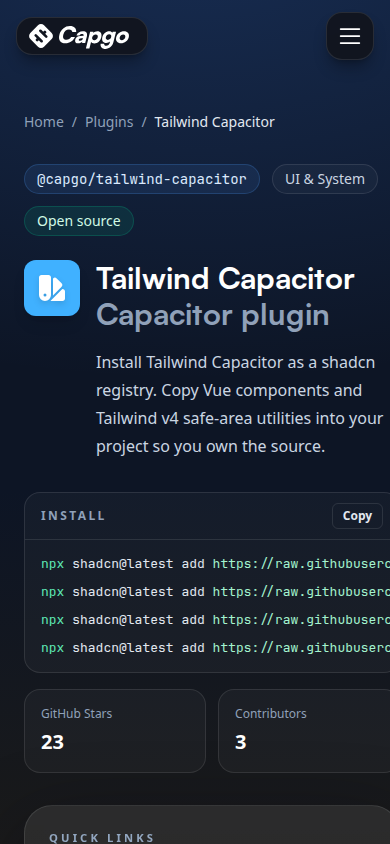 Capgo
Home / Plugins / Tailwind Capacitor
@capgo/tailwind-capacitor
UI & System
Open source
Tailwind Capacitor
Capacitor plugin
Install Tailwind Capacitor as a shadcn
registry. Copy Vue components and
Tailwind v4 safe-area utilities into your
project so you own the source.
INSTALL
Copy
npx shadcn@latest add https://raw.githubuserc
npx shadcn@latest add https://raw.githubuserc
npx shadcn@latest add https://raw.githubuserc
npx shadcn@latest add https://raw.githubuserc
GitHub Stars
23
Contributors
3
QUICK LINKS